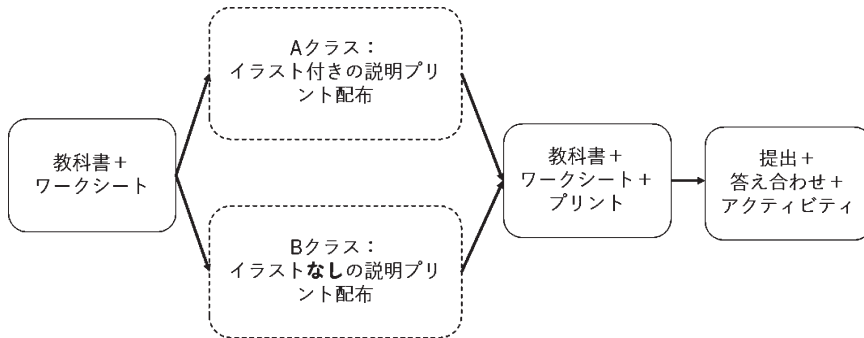 教科書＋
ワークシート
Aクラス：
イラスト付きの説明プリ
ント配布
Bクラス：
イラストなしの説明プリ
ント配布
教科書＋
ワークシート＋
プリント
提出＋
答え合わせ＋
アクティビティ